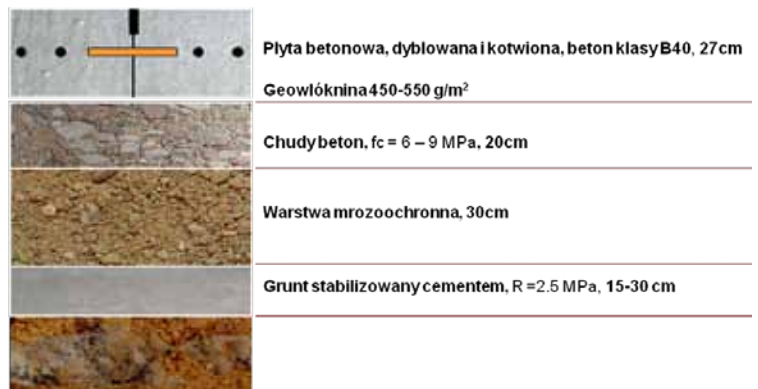 Płyta betonowa, dyblowana i kotwiona, beton klasy B40, 27cm
Geowłóknina 450-550 g/m²
Chudy beton, fc = 6 – 9 MPa, 20cm
Warstwa mrozoochronna, 30cm
Grunt stabilizowany cementem, R =2.5 MPa, 15-30 cm